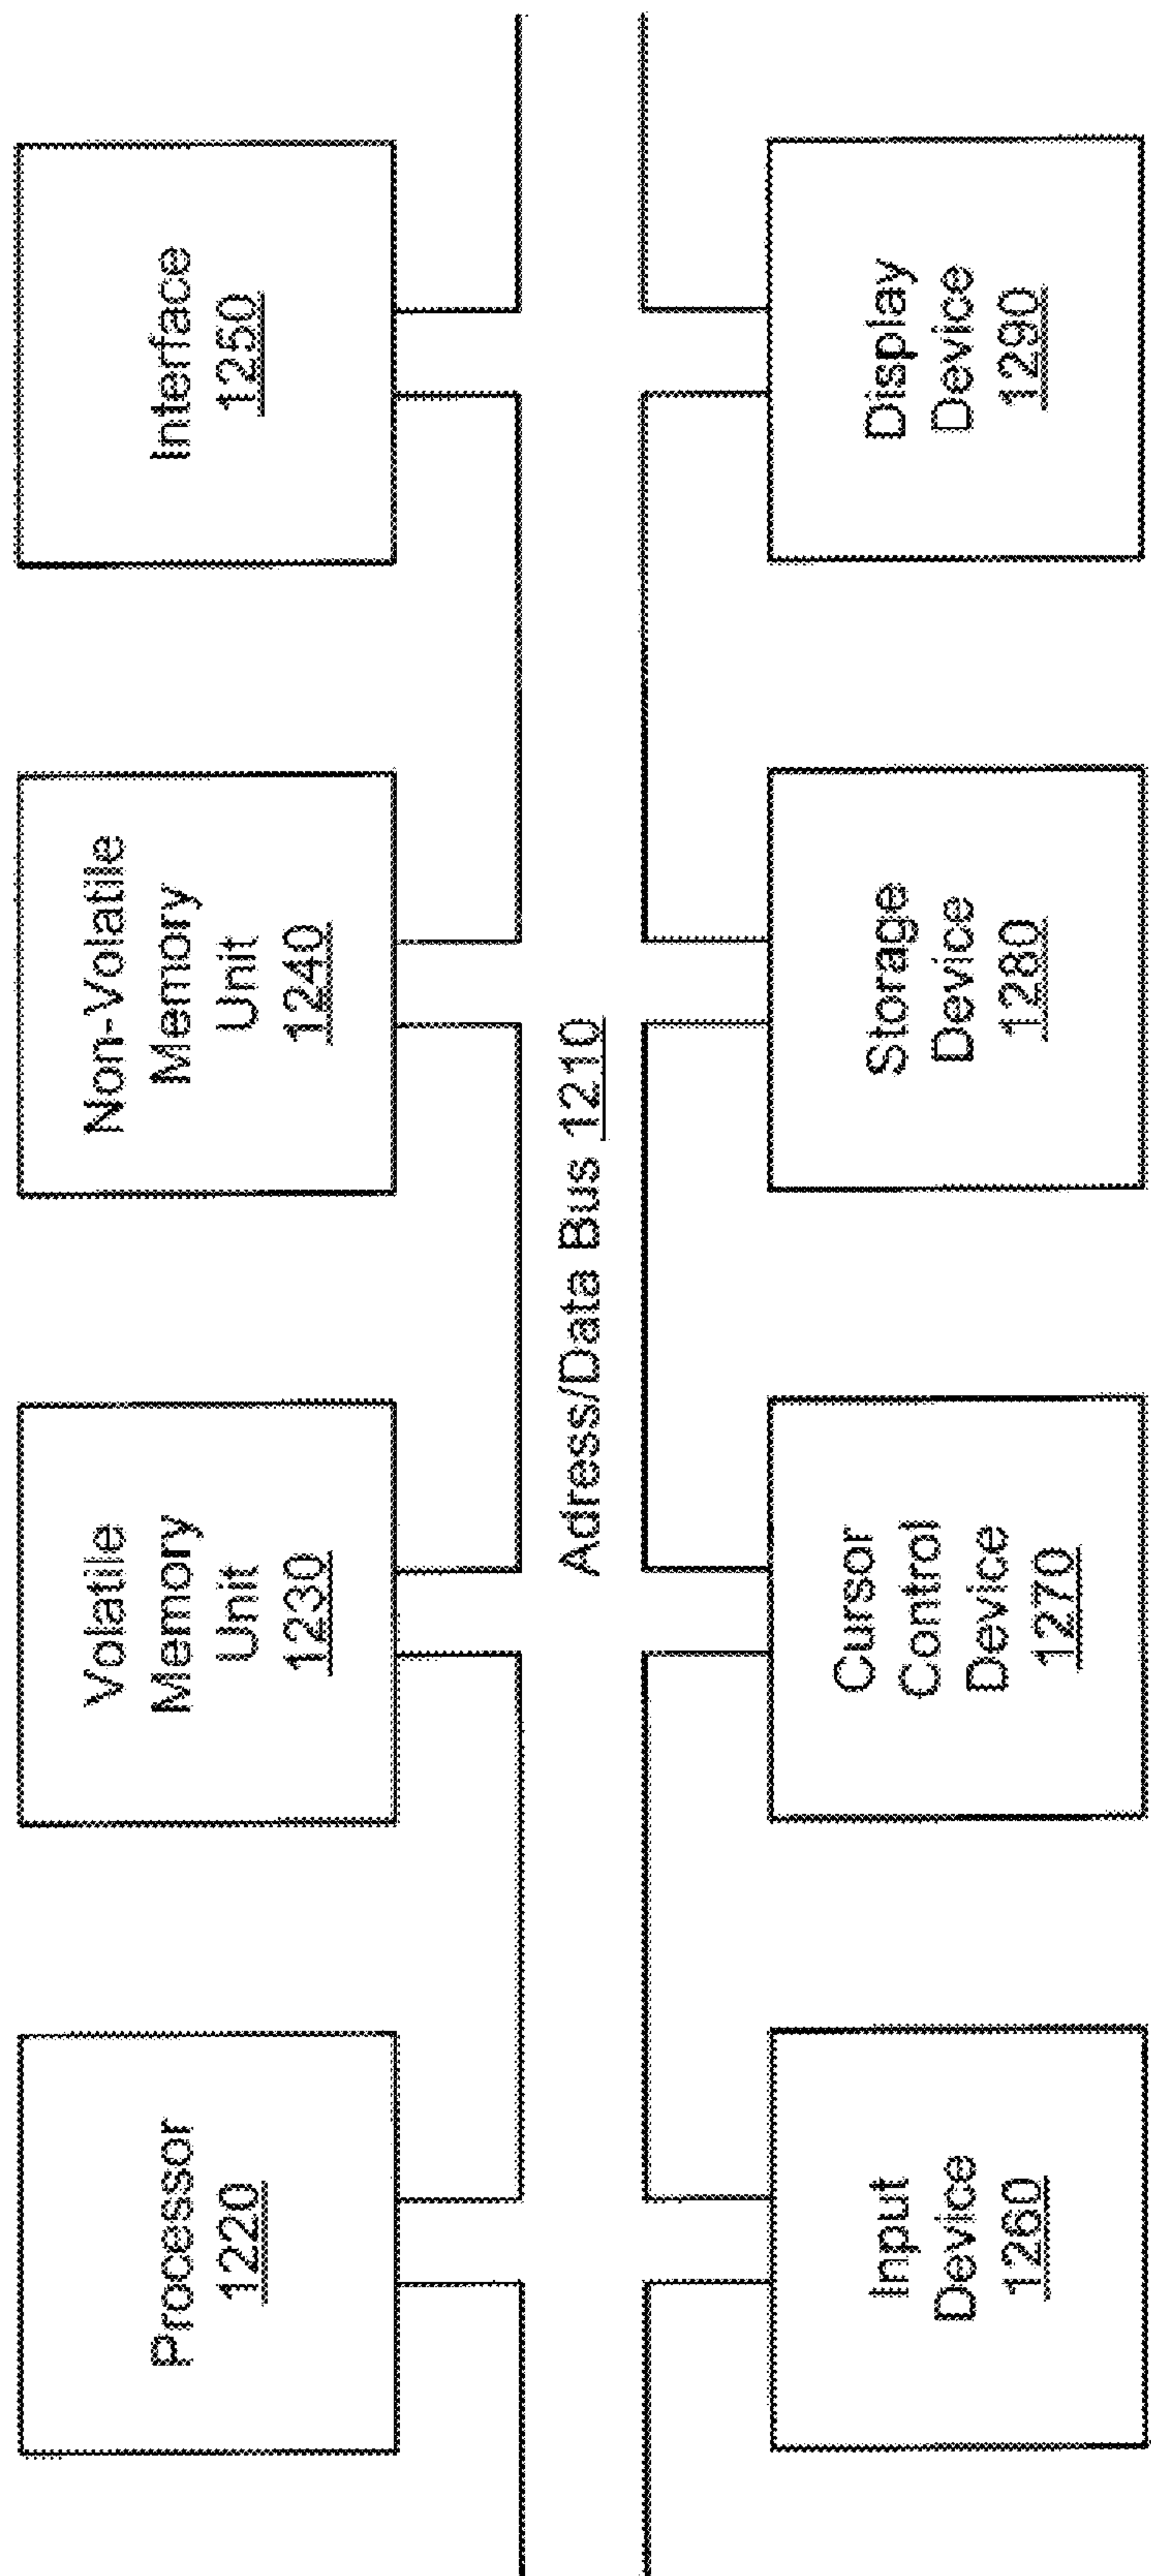 Processor
1220
Volatile
Memory
Unit
1230
Non-Volatile
Memory
Unit
1240
Interface
1250
Adress/Data Bus 1210
Input
Device
1260
Cursor
Control
Device
1270
Storage
Device
1280
Display
Device
1290